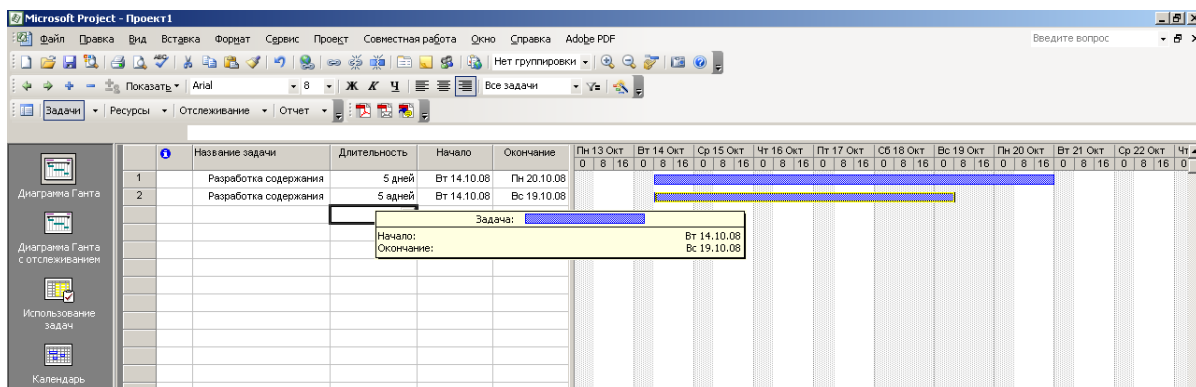 Microsoft Project - Проект1
Файл Правка Вид Вставка Формат Сервис Проект Совместная работа Окно Справка Adobe PDF Введите вопрос
Нет группировки
Показать Arial 8 Ж К Ч Все задачи
Задачи Ресурсы Отслеживание Отчет
Название задачи Длительность Начало Окончание Пн 13 Окт Вт 14 Окт Ср 15 Окт Чт 16 Окт Пт 17 Окт Сб 18 Окт Вс 19 Окт Пн 20 Окт Вт 21 Окт Ср 22 Окт Чт
0 8 16 0 8 16 0 8 16 0 8 16 0 8 16 0 8 16 0 8 16 0 8 16 0 8 16 0 8 16 0
1 Разработка содержания 5 дней Вт 14.10.08 Пн 20.10.08
2 Разработка содержания 5 адней Вт 14.10.08 Вс 19.10.08
Задача:
Начало: Вт 14.10.08
Окончание: Вс 19.10.08
Диаграмма Ганта
Диаграмма Ганта
с отслеживанием
Использование
задач
Календарь